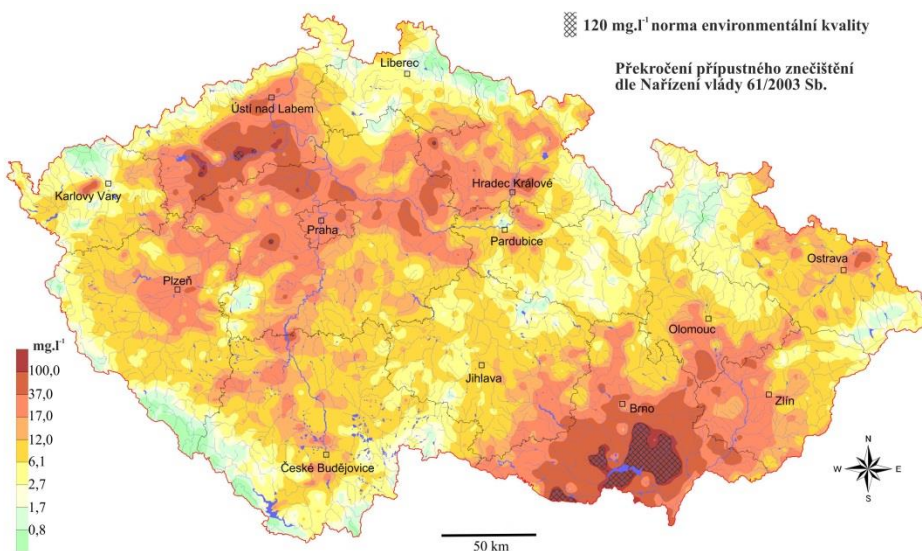 120 mg.l⁻¹ norma environmentální kvality
Překročení přípustného znečištění
dle Nařízení vlády 61/2003 Sb.
Liberec
Ústí nad Labem
Karlovy Vary
Hradec Králové
Praha
Pardubice
Plzeň
Ostrava
Olomouc
Jihlava
Zlín
Brno
České Budějovice
mg.l⁻¹
100,0
37,0
17,0
12,0
6,1
2,7
1,7
0,8
N
W E
S
50 km